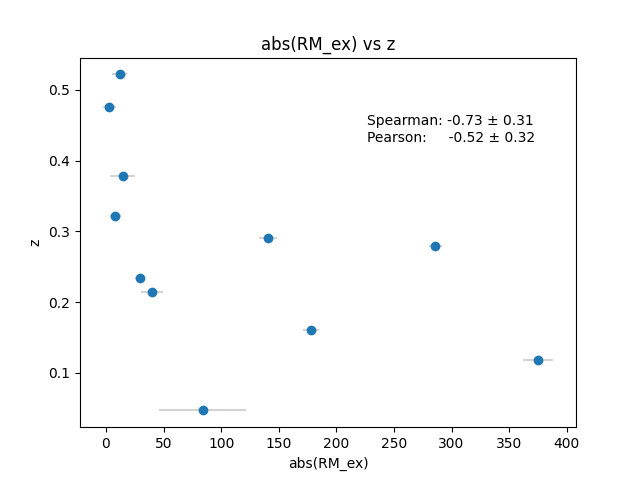 abs(RM_ex) vs z
Spearman: -0.73 ± 0.31
Pearson: -0.52 ± 0.32
z
0.5
0.4
0.3
0.2
0.1
0 50 100 150 200 250 300 350 400
abs(RM_ex)